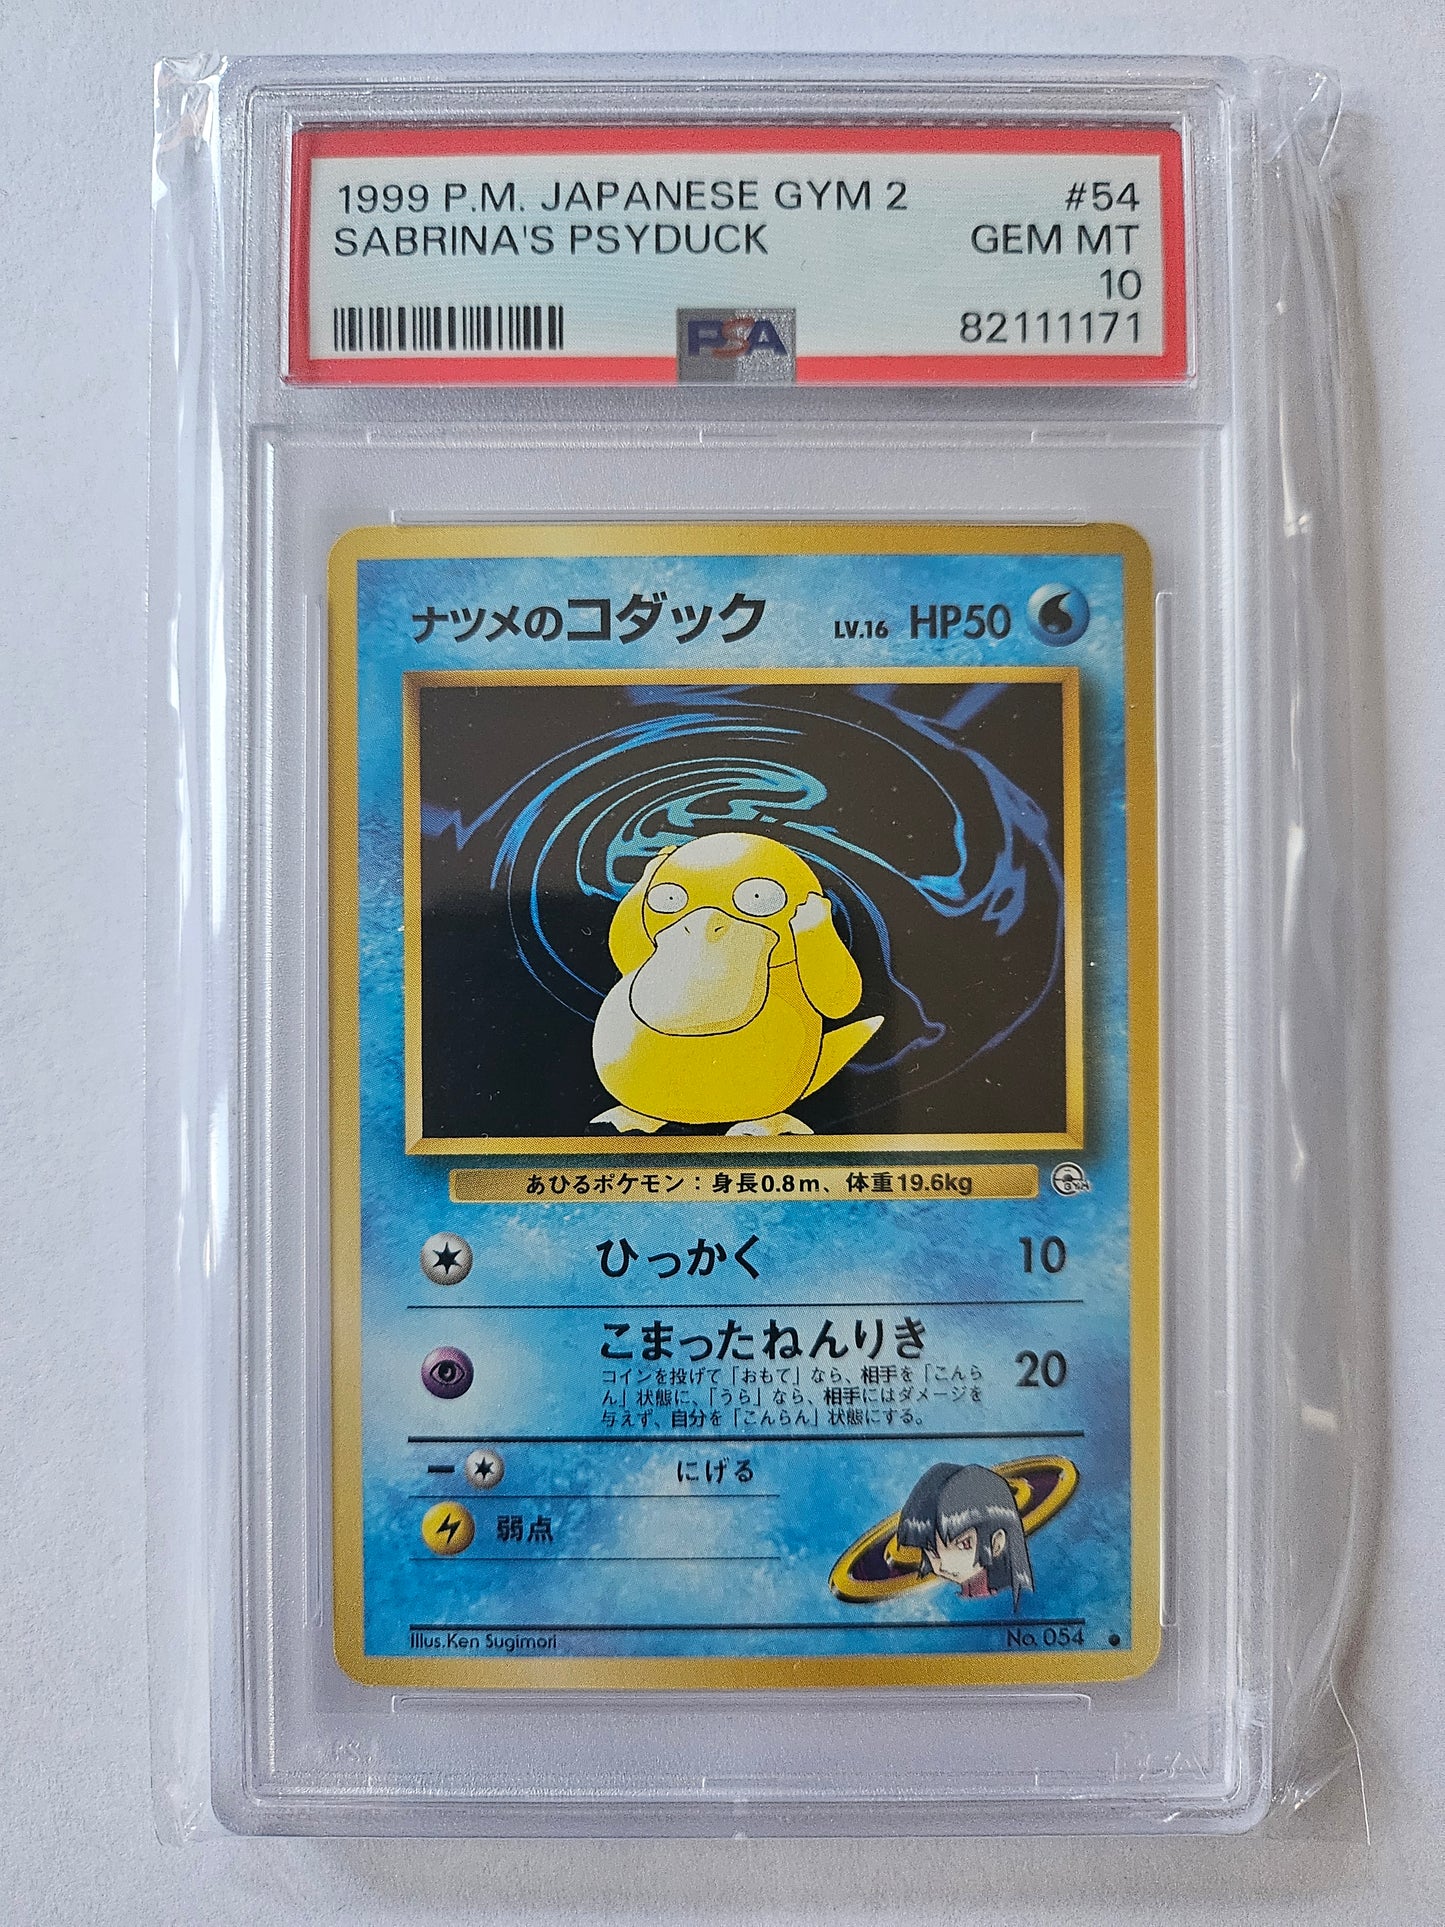 1999 P.M. JAPANESE GYM 2 #54
SABRINA'S PSYDUCK GEM MT
10
PSA 82111171
ナツメのコダック LV.16 HP50
あひるポケモン：身長0.8m、体重19.6kg
ひっかく 10
こまったねんりき 20
コインを投げて「おもて」なら、相手を「こんら
ん」状態に、「うら」なら、相手にはダメージを
与えず、自分を「こんらん」状態にする。
にげる
弱点
Illus.Ken Sugimori No. 054